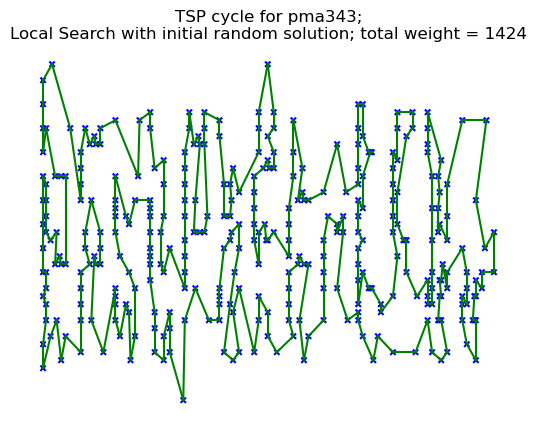 TSP cycle for pma343;
Local Search with initial random solution; total weight = 1424